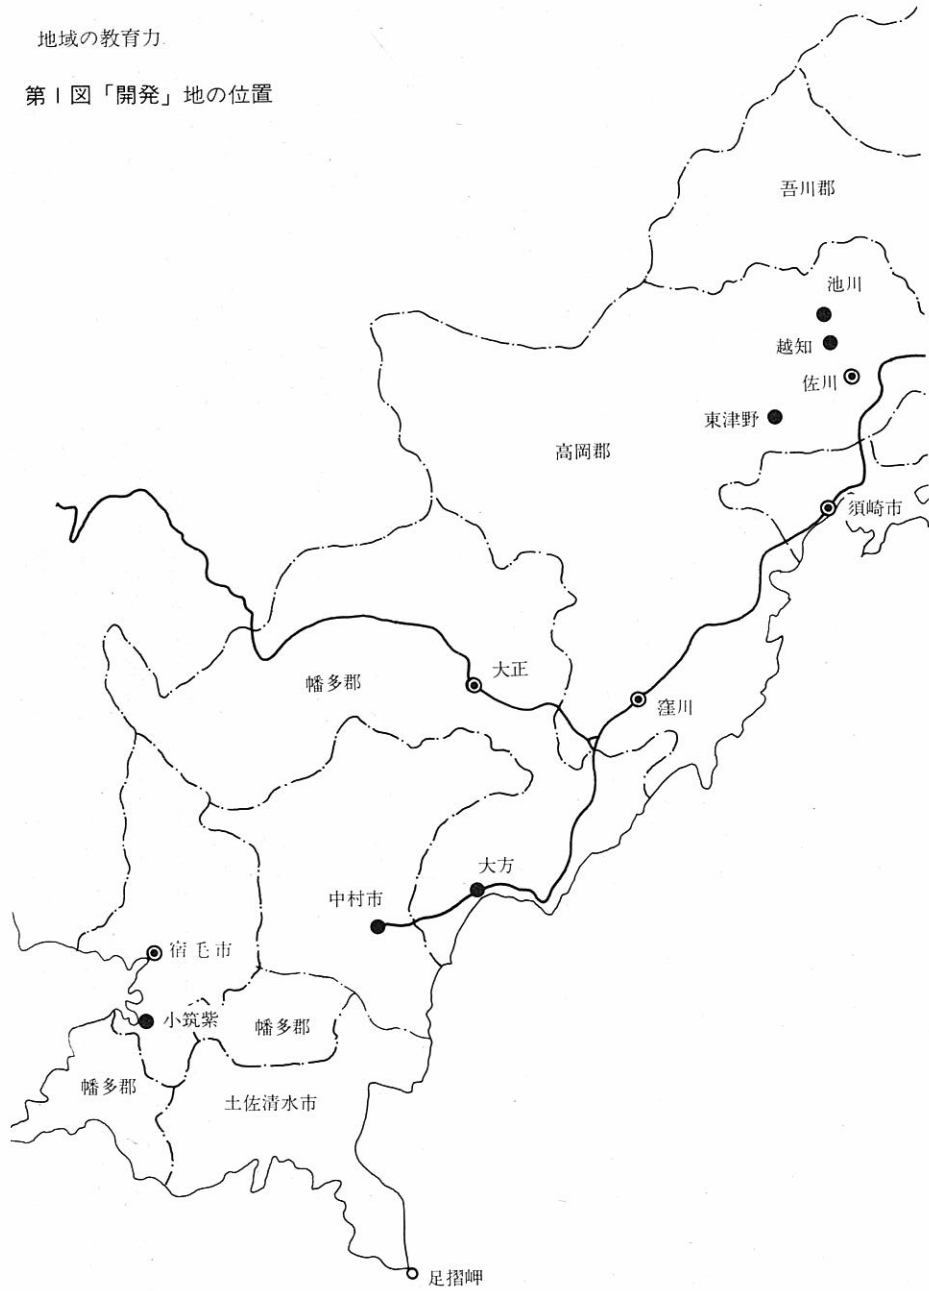 地域の教育力
第1図「開発」地の位置
吾川郡
池川
越知
佐川
東津野
高岡郡
須崎市
大正
幡多郡
窪川
大方
中村市
宿毛市
小筑紫
幡多郡
幡多郡
土佐清水市
足摺岬